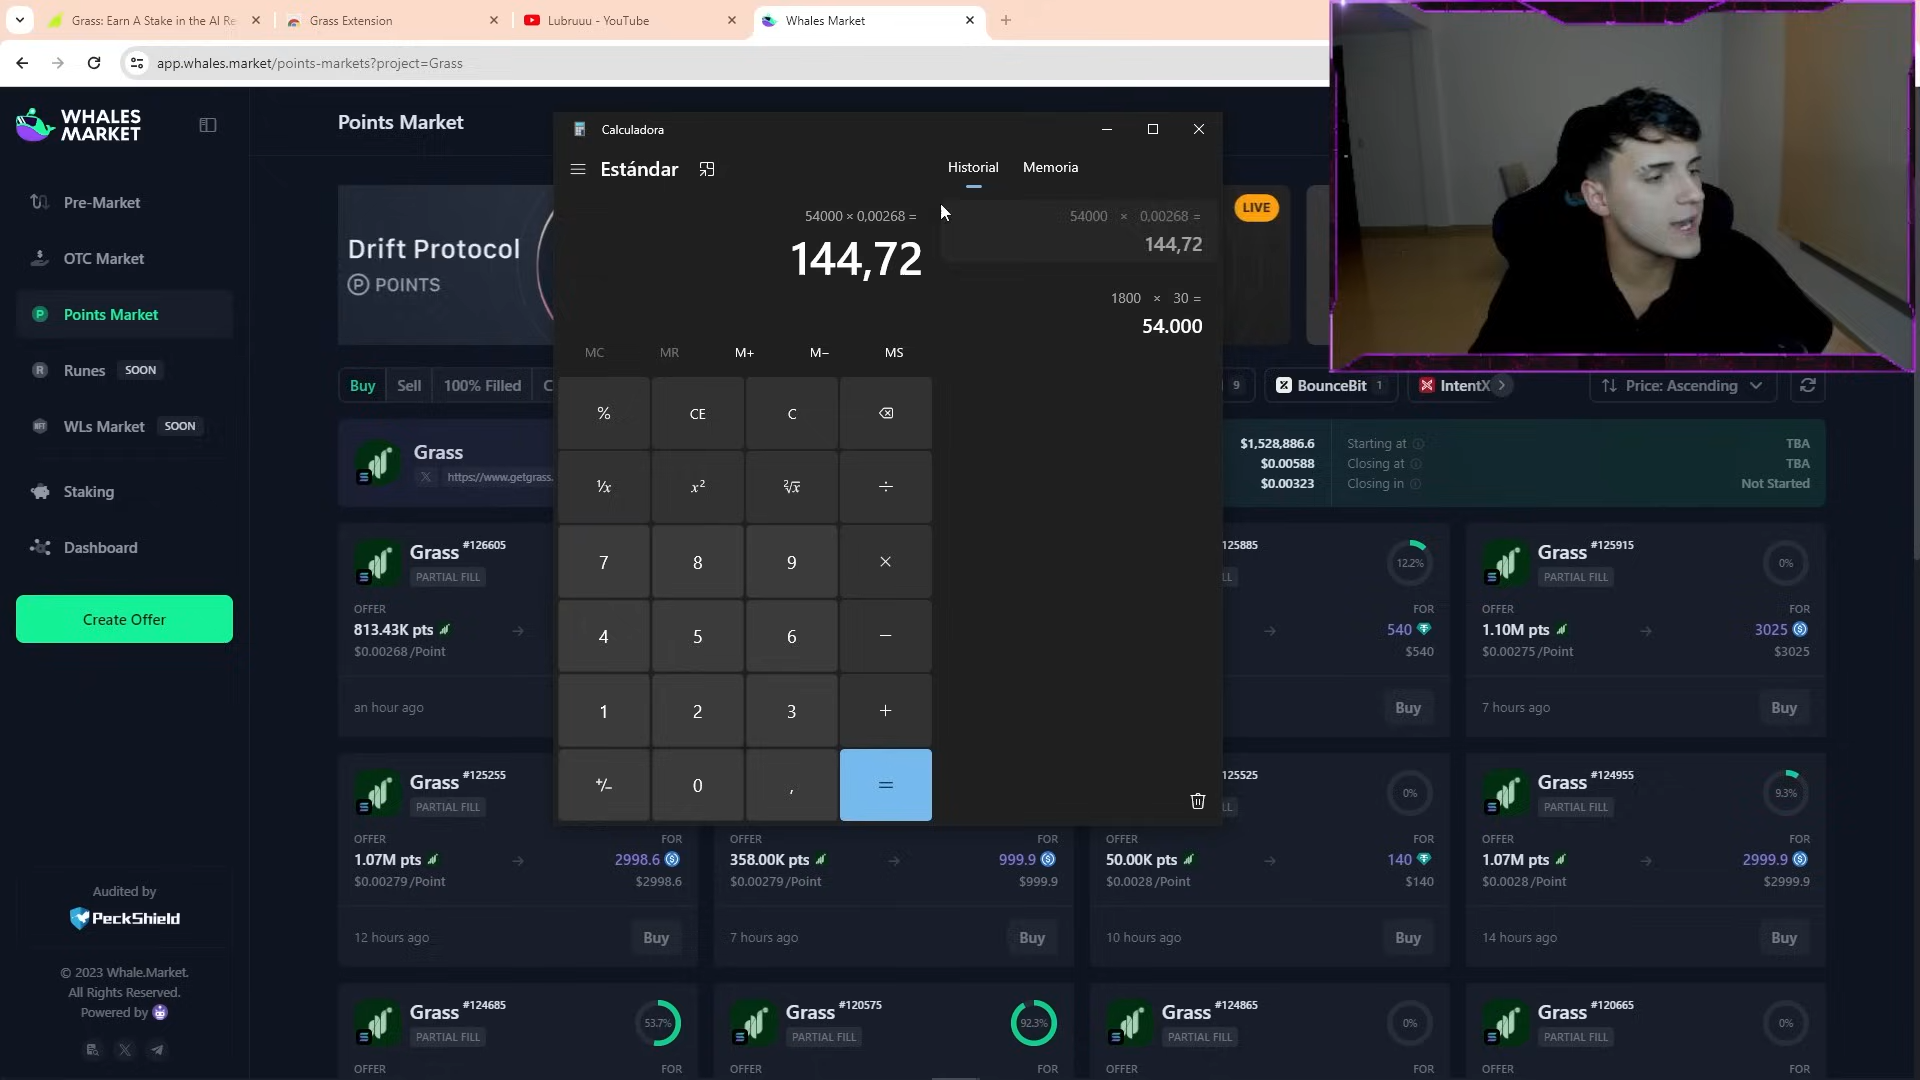 Grass: Earn A Stake in the AI Re
Grass Extension
Lubruuu - YouTube
Whales Market
app.whales.market/points-markets?project=Grass
WHALES
MARKET
Pre-Market
OTC Market
Points Market
Runes SOON
WLs Market SOON
Staking
Dashboard
Create Offer
Audited by
PeckShield
© 2023 Whale.Market.
All Rights Reserved.
Powered by
Points Market
Drift Protocol
P POINTS
LIVE
Calculadora
Estándar
Historial Memoria
54000 × 0,00268 =
144,72
54000 × 0,00268 =
144,72
1800 × 30 =
54.000
MC MR M+ M− MS
% CE C
⅟x x² ²√x ÷
7 8 9 ×
4 5 6 −
1 2 3 +
+/− 0 , =
Buy Sell 100% Filled C
9 BounceBit 1 IntentX
Price: Ascending
Grass
https://www.getgrass.
$1,528,886.6
$0.00588
$0.00323
Starting at TBA
Closing at TBA
Closing in Not Started
Grass #126605
PARTIAL FILL
OFFER
813.43K pts
$0.00268 /Point
an hour ago
125885
LL
12.2%
FOR
540
$540
Buy
Grass #125915
PARTIAL FILL
0%
OFFER FOR
1.10M pts → 3025
$0.00275 /Point $3025
7 hours ago Buy
Grass #125255
PARTIAL FILL
OFFER FOR
1.07M pts → 2998.6
$0.00279 /Point $2998.6
12 hours ago Buy
OFFER FOR
358.00K pts → 999.9
$0.00279 /Point $999.9
7 hours ago Buy
125525
LL
0%
OFFER FOR
50.00K pts → 140
$0.0028 /Point $140
10 hours ago Buy
Grass #124955
PARTIAL FILL
9.3%
OFFER FOR
1.07M pts → 2999.9
$0.0028 /Point $2999.9
14 hours ago Buy
Grass #124685
PARTIAL FILL
53.7%
OFFER FOR
Grass #120575
PARTIAL FILL
92.3%
OFFER FOR
Grass #124865
PARTIAL FILL
0%
OFFER FOR
Grass #120665
PARTIAL FILL
0%
OFFER FOR